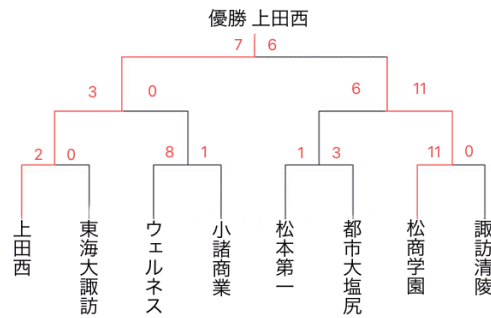 優勝 上田西
7 6
3 0 6 11
2 0 8 1 1 3 11 0
上田西
東海大諏訪
ウェルネス
小諸商業
松本第一
都市大塩尻
松商学園
諏訪清陵